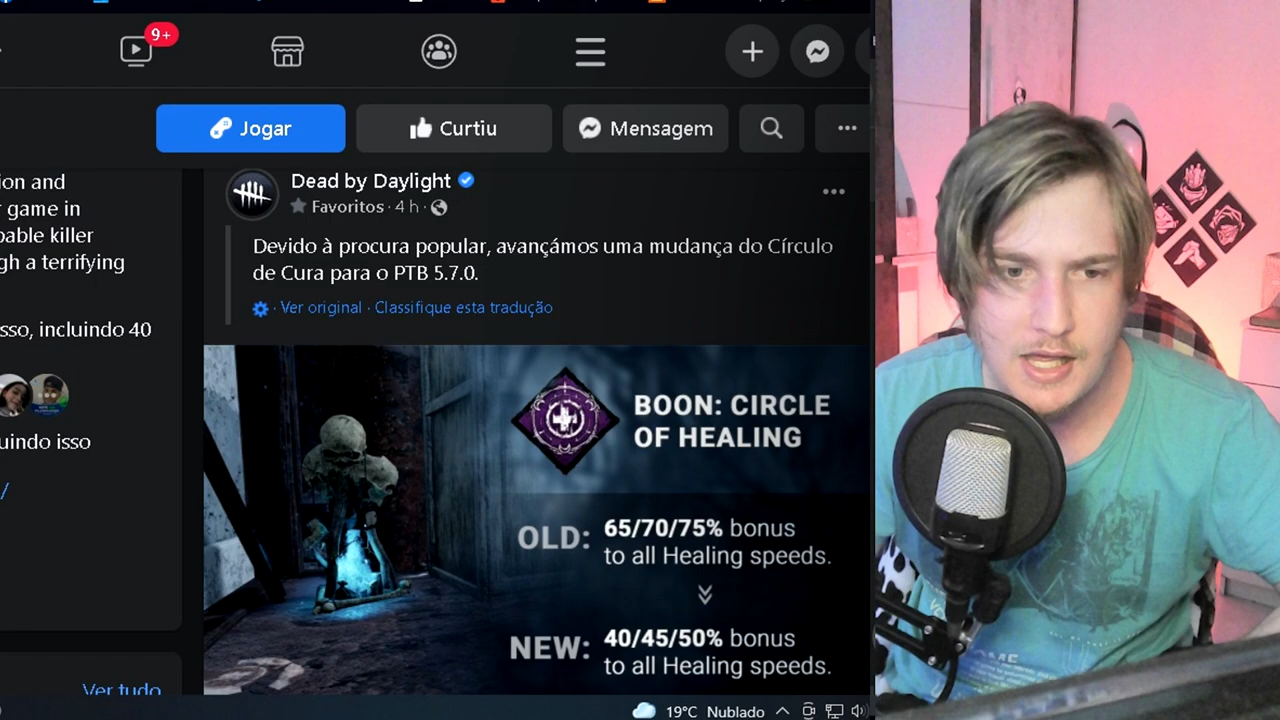 9+
Jogar
Curtiu
Mensagem
ion and
game in
killer
gh a terrifying
sso, incluindo 40
uindo isso
/
Ver tudo
Dead by Daylight
Favoritos · 4 h ·
Devido à procura popular, avançámos uma mudança do Círculo
de Cura para o PTB 5.7.0.
· Ver original · Classifique esta tradução
BOON: CIRCLE
OF HEALING
OLD: 65/70/75% bonus
to all Healing speeds.
NEW: 40/45/50% bonus
to all Healing speeds.
19°C Nublado